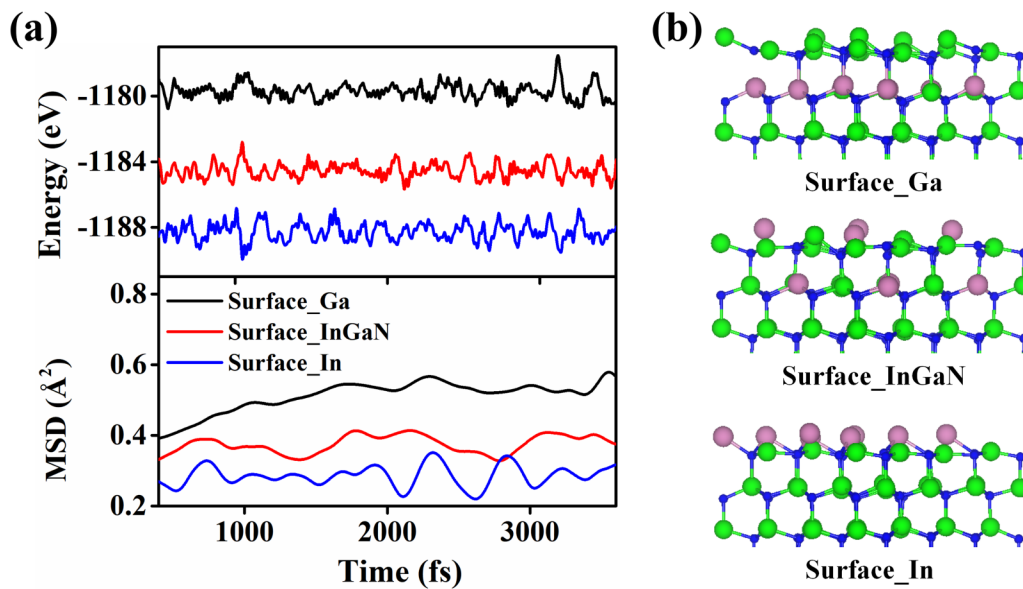 (a)
Energy (eV)
-1180
-1184
-1188
MSD (Å²)
0.8
0.6
0.4
0.2
Surface_Ga
Surface_InGaN
Surface_In
1000
2000
3000
Time (fs)
(b)
Surface_Ga
Surface_InGaN
Surface_In